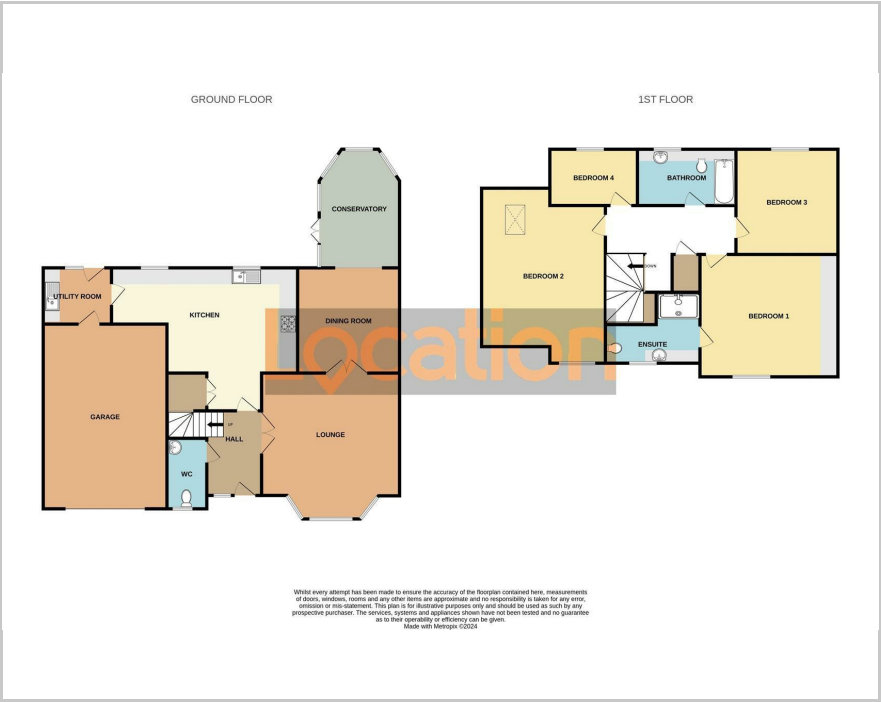 GROUND FLOOR
1ST FLOOR
CONSERVATORY
UTILITY ROOM
KITCHEN
DINING ROOM
GARAGE
UP
HALL
LOUNGE
WC
BEDROOM 4
BATHROOM
BEDROOM 3
BEDROOM 2
DOWN
BEDROOM 1
ENSUITE
Location
Whilst every attempt has been made to ensure the accuracy of the floorplan contained here, measurements
of doors, windows, rooms and any other items are approximate and no responsibility is taken for any error,
omission or mis-statement. This plan is for illustrative purposes only and should be used as such by any
prospective purchaser. The services, systems and appliances shown have not been tested and no guarantee
as to their operability or efficiency can be given.
Made with Metropix ©2024